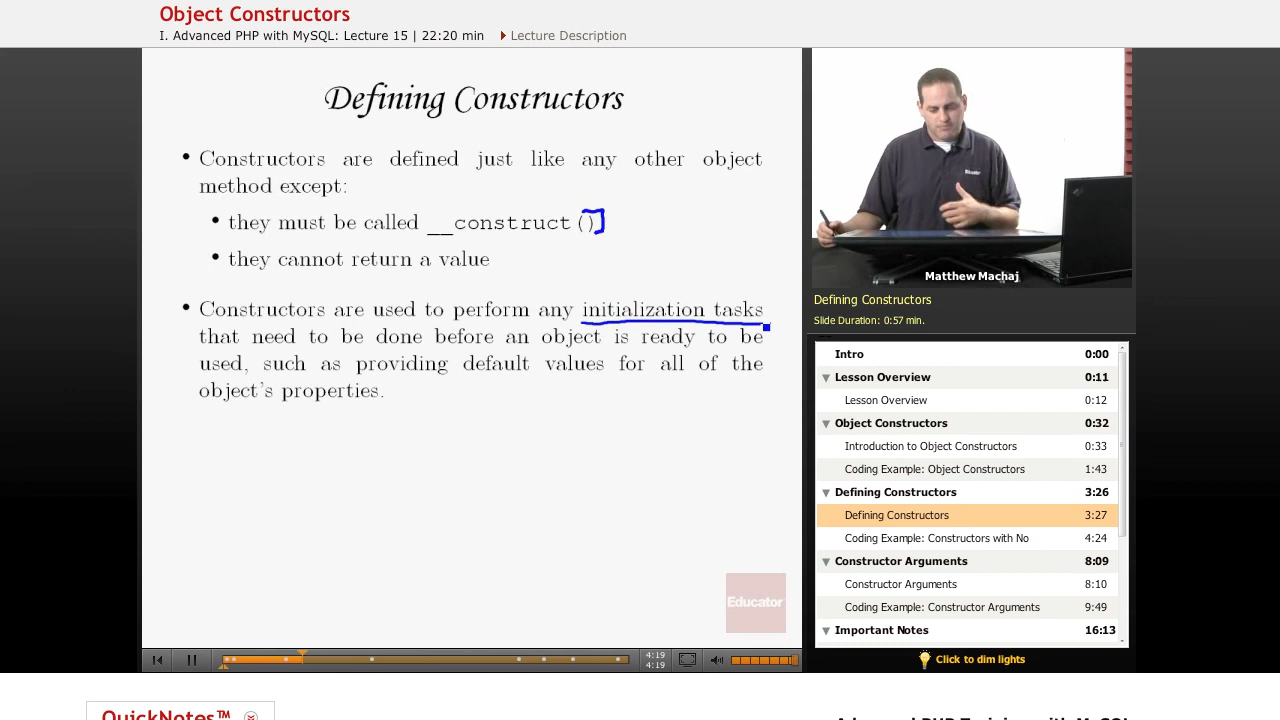 Object Constructors
I. Advanced PHP with MySQL: Lecture 15 | 22:20 min
Lecture Description
Defining Constructors
• Constructors are defined just like any other object
method except:
• they must be called __construct()
• they cannot return a value
• Constructors are used to perform any initialization tasks
that need to be done before an object is ready to be
used, such as providing default values for all of the
object's properties.
Educator
4:19
4:19
Matthew Machaj
Defining Constructors
Slide Duration: 0:57 min.
Intro 0:00
Lesson Overview 0:11
Lesson Overview 0:12
Object Constructors 0:32
Introduction to Object Constructors 0:33
Coding Example: Object Constructors 1:43
Defining Constructors 3:26
Defining Constructors 3:27
Coding Example: Constructors with No 4:24
Constructor Arguments 8:09
Constructor Arguments 8:10
Coding Example: Constructor Arguments 9:49
Important Notes 16:13
Click to dim lights
QuickNotes™
Advanced PHP Training with MySQL